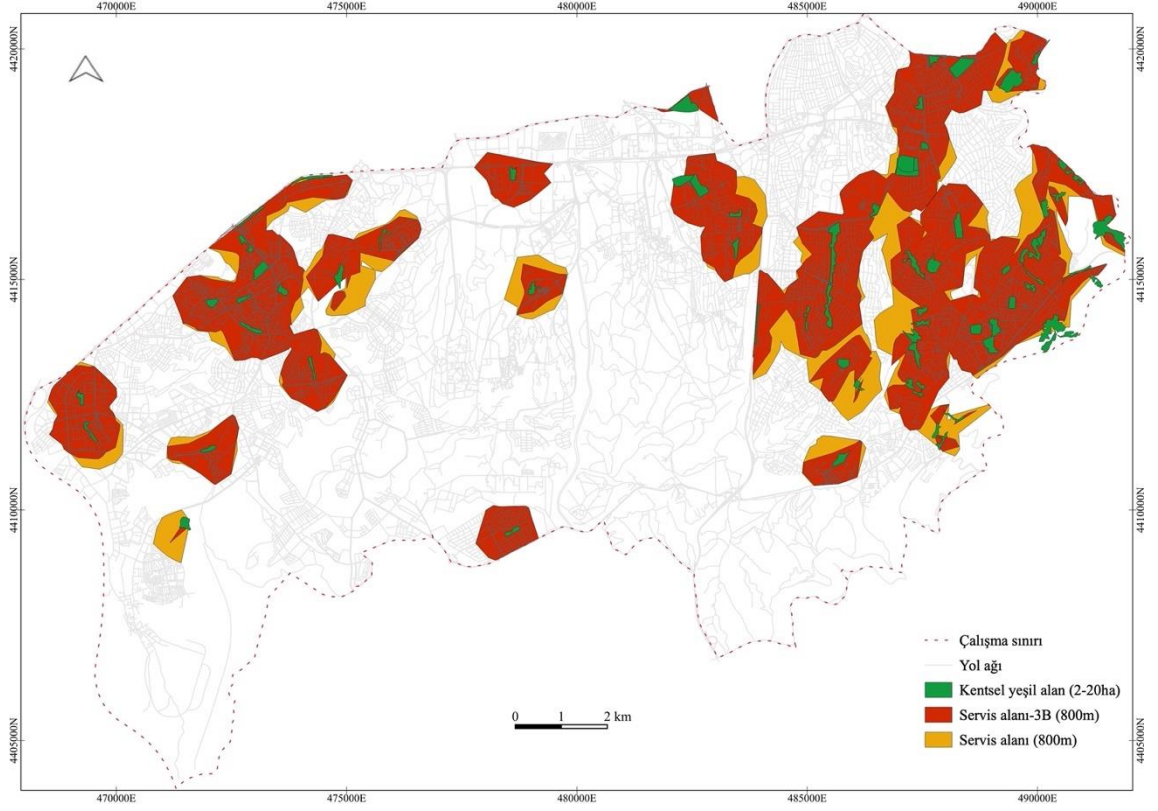 470000E 475000E 480000E 485000E 490000E
4420000N 4420000N
4415000N 4415000N
4410000N 4410000N
Çalışma sınırı
Yol ağı
Kentsel yeşil alan (2-20ha)
0 1 2 km
Servis alanı-3B (800m)
Servis alanı (800m)
4405000N 4405000N
470000E 475000E 480000E 485000E 490000E